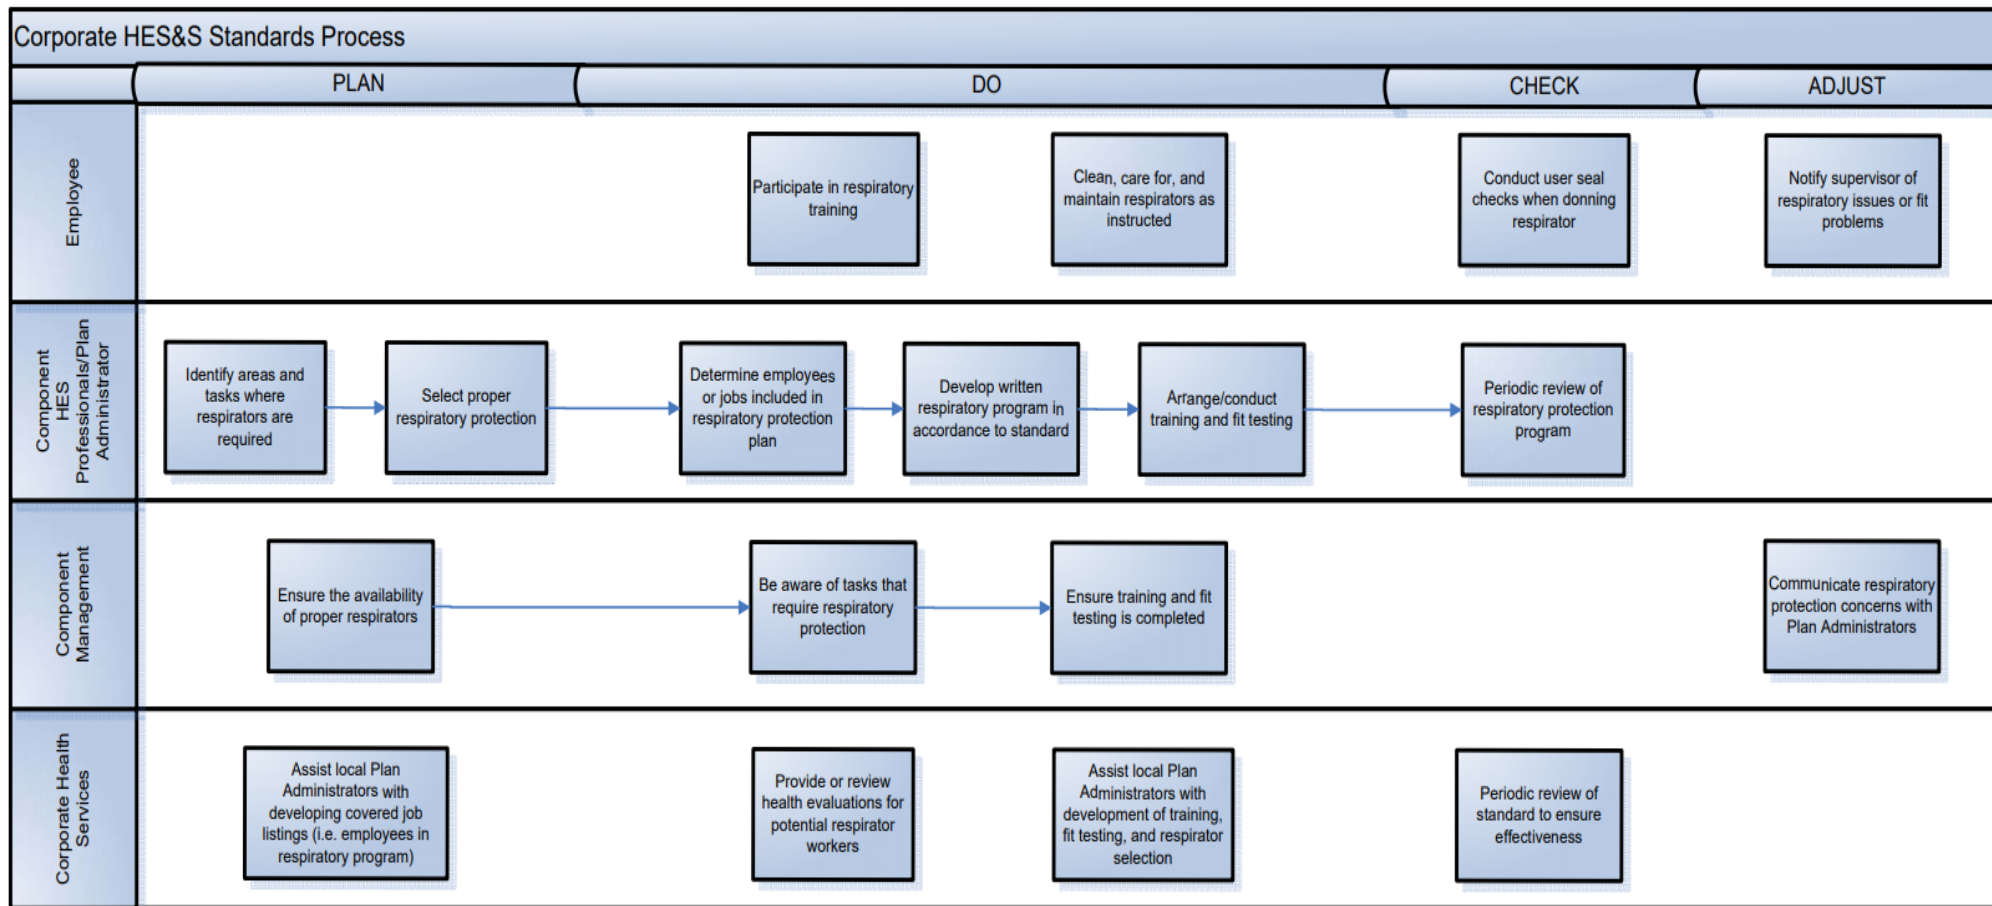 Corporate HES&S Standards Process
PLAN
DO
CHECK
ADJUST
Employee
Participate in respiratory
training
Clean, care for, and
maintain respirators as
instructed
Conduct user seal
checks when donning
respirator
Notify supervisor of
respiratory issues or fit
problems
Component
HES
Professionals/Plan
Administrator
Identify areas and
tasks where
respirators are
required
Select proper
respiratory protection
Determine employees
or jobs included in
respiratory protection
plan
Develop written
respiratory program in
accordance to standard
Arrange/conduct
training and fit testing
Periodic review of
respiratory protection
program
Component
Management
Ensure the availability
of proper respirators
Be aware of tasks that
require respiratory
protection
Ensure training and fit
testing is completed
Communicate respiratory
protection concerns with
Plan Administrators
Corporate Health
Services
Assist local Plan
Administrators with
developing covered job
listings (i.e. employees in
respiratory program)
Provide or review
health evaluations for
potential respirator
workers
Assist local Plan
Administrators with
development of training,
fit testing, and respirator
selection
Periodic review of
standard to ensure
effectiveness